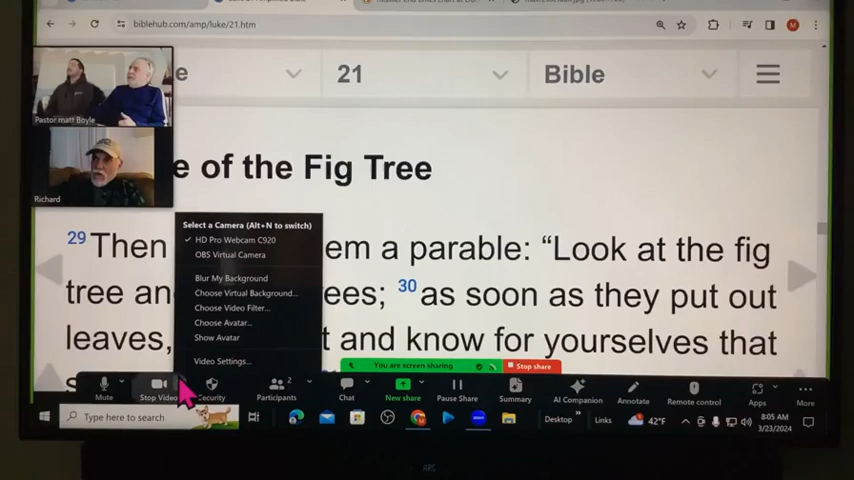 biblehub.com/amp/luke/21.htm
e
21
Bible
Pastor matt Boyle
Richard
e of the Fig Tree
Select a Camera (Alt+N to switch)
✓ HD Pro Webcam C920
OBS Virtual Camera
Blur My Background
Choose Virtual Background...
Choose Video Filter...
Choose Avatar...
Show Avatar
Video Settings...
29 Then em a parable: “Look at the fig
tree an ees; 30 as soon as they put out
leaves, t and know for yourselves that
You are screen sharing
Stop share
Mute
Stop Video
Security
Participants 2
Chat
New share
Pause Share
Summary
AI Companion
Annotate
Remote control
Apps
More
Type here to search
Desktop
Links
42°F
8:05 AM
3/23/2024